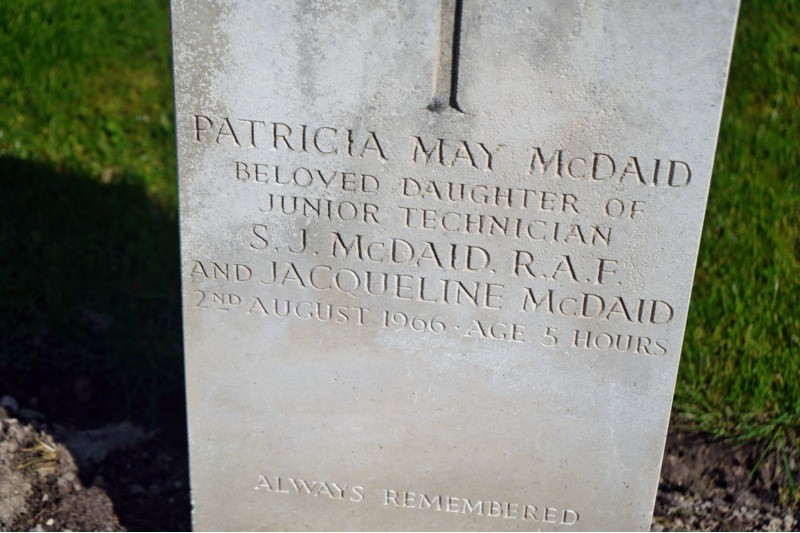 PATRICIA MAY McDAID
BELOVED DAUGHTER OF
JUNIOR TECHNICIAN
S. J. McDAID. R.A.F.
AND JACQUELINE McDAID
2ND AUGUST 1966 · AGE 5 HOURS
ALWAYS REMEMBERED